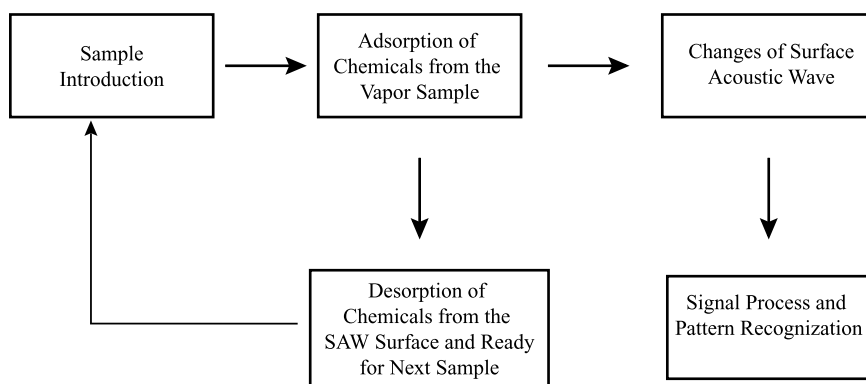 Sample
Introduction
Adsorption of
Chemicals from the
Vapor Sample
Changes of Surface
Acoustic Wave
Desorption of
Chemicals from the
SAW Surface and Ready
for Next Sample
Signal Process and
Pattern Recognization